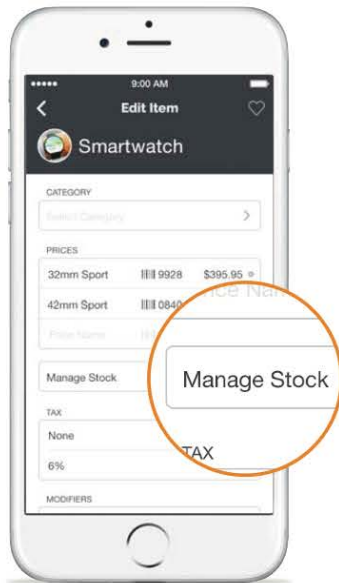 9:00 AM
Edit Item
Smartwatch
CATEGORY
Select Category
PRICES
32mm Sport 9928 $395.95
42mm Sport 0840
Price Name
Manage Stock
Manage Stock
TAX
TAX
None
6%
MODIFIERS